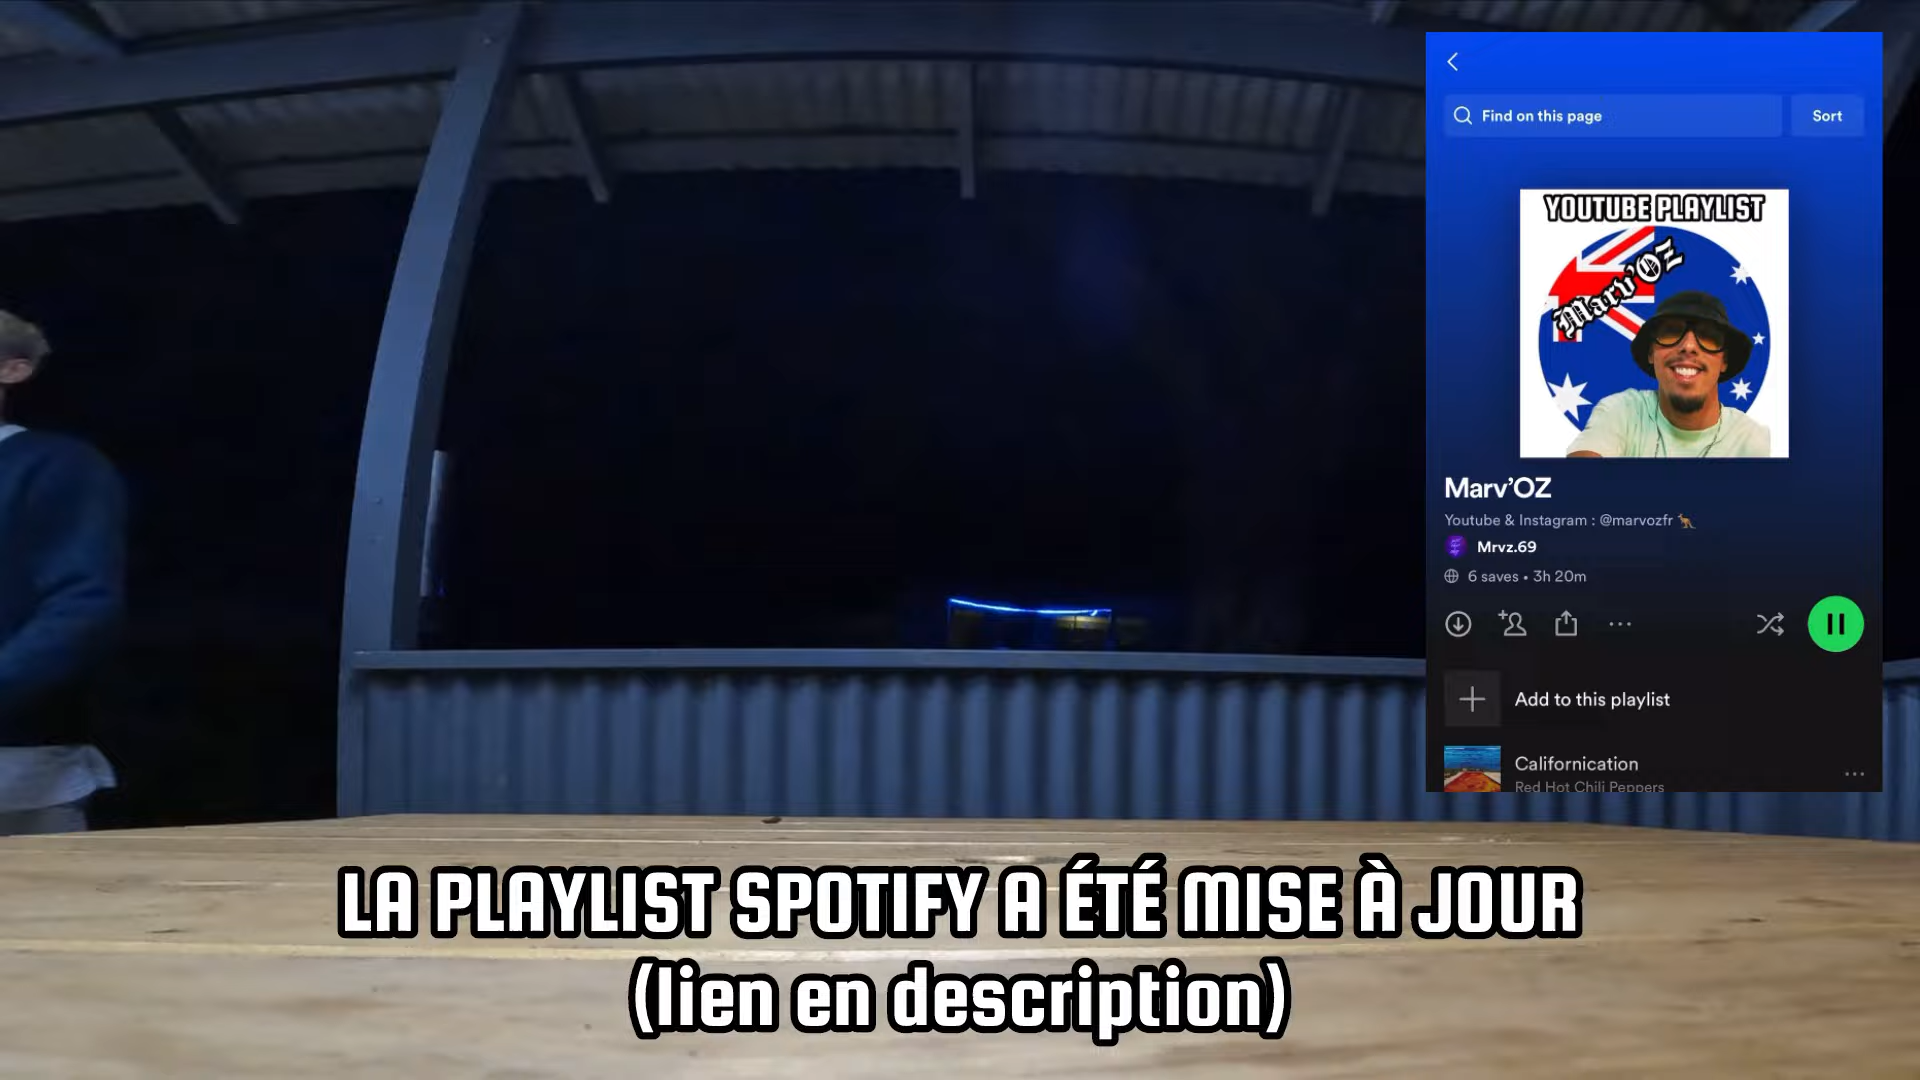 Find on this page
Sort
YOUTUBE PLAYLIST
Marv'OZ
Marv'OZ
Youtube & Instagram : @marvozfr
Mrvz.69
6 saves • 3h 20m
Add to this playlist
Californication
Red Hot Chili Peppers
LA PLAYLIST SPOTIFY A ÉTÉ MISE À JOUR
(lien en description)